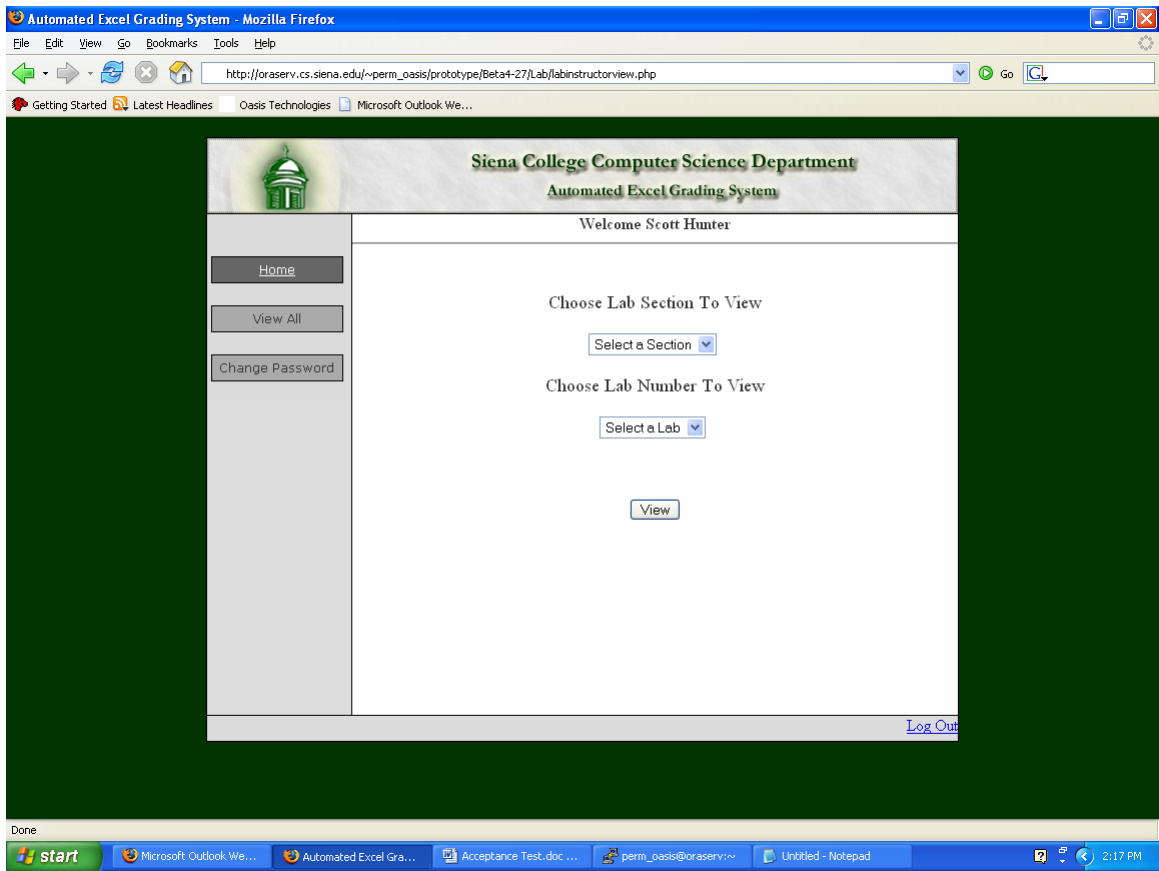 Automated Excel Grading System - Mozilla Firefox
File Edit View Go Bookmarks Tools Help
http://oraserv.cs.siena.edu/~perm_oasis/prototype/Beta4-27/Lab/labinstructorview.php
Go
G
Getting Started Latest Headlines Oasis Technologies Microsoft Outlook We...
Siena College Computer Science Department
Automated Excel Grading System
Welcome Scott Hunter
Home
View All
Change Password
Choose Lab Section To View
Select a Section
Choose Lab Number To View
Select a Lab
View
Log Out
Done
start Microsoft Outlook We... Automated Excel Gra... Acceptance Test.doc ... perm_oasis@oraserv:~ Untitled - Notepad 2:17 PM